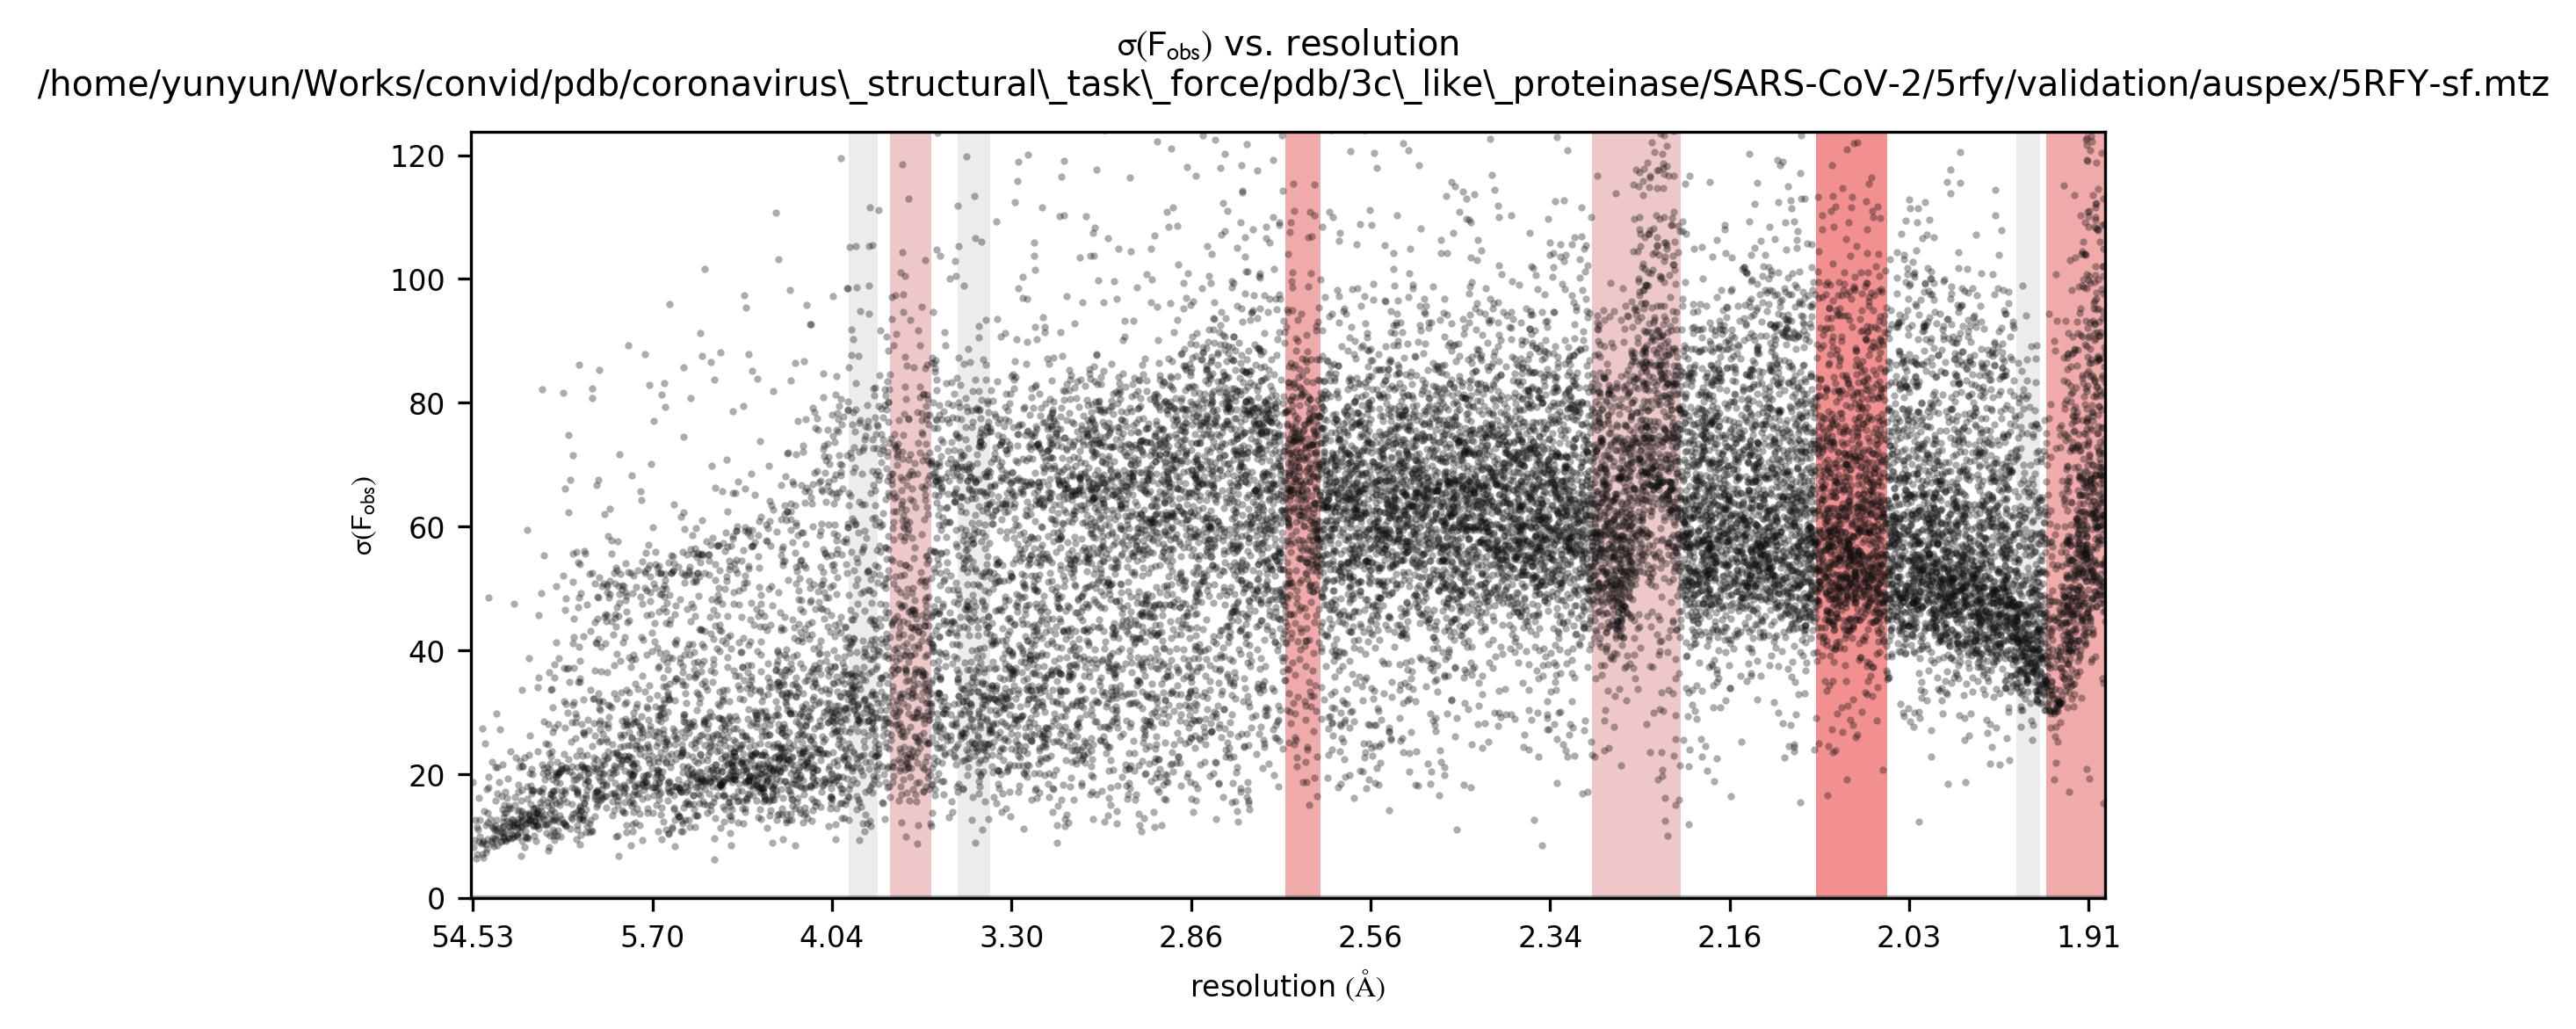 σ(Fobs) vs. resolution
/home/yunyun/Works/convid/pdb/coronavirus\_structural\_task\_force/pdb/3c\_like\_proteinase/SARS-CoV-2/5rfy/validation/auspex/5RFY-sf.mtz
120
100
80
60
40
20
0
σ(Fobs)
54.53 5.70 4.04 3.30 2.86 2.56 2.34 2.16 2.03 1.91
resolution (Å)